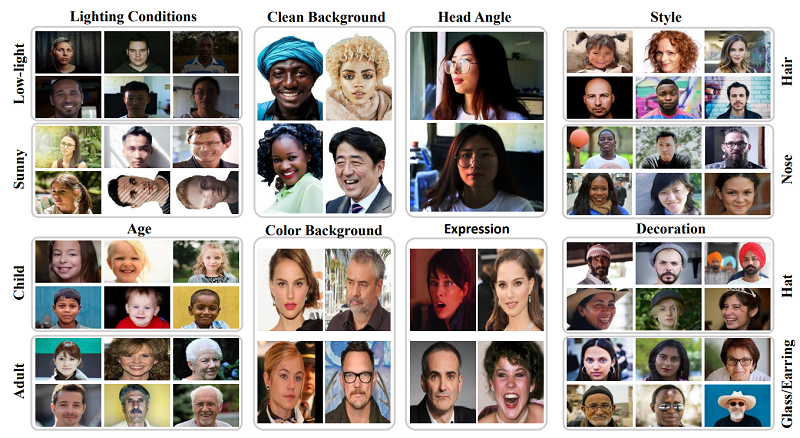 Lighting Conditions
Clean Background
Head Angle
Style
Low-light
Hair
Sunny
Nose
Age
Color Background
Expression
Decoration
Child
Hat
Adult
Glass/Earring